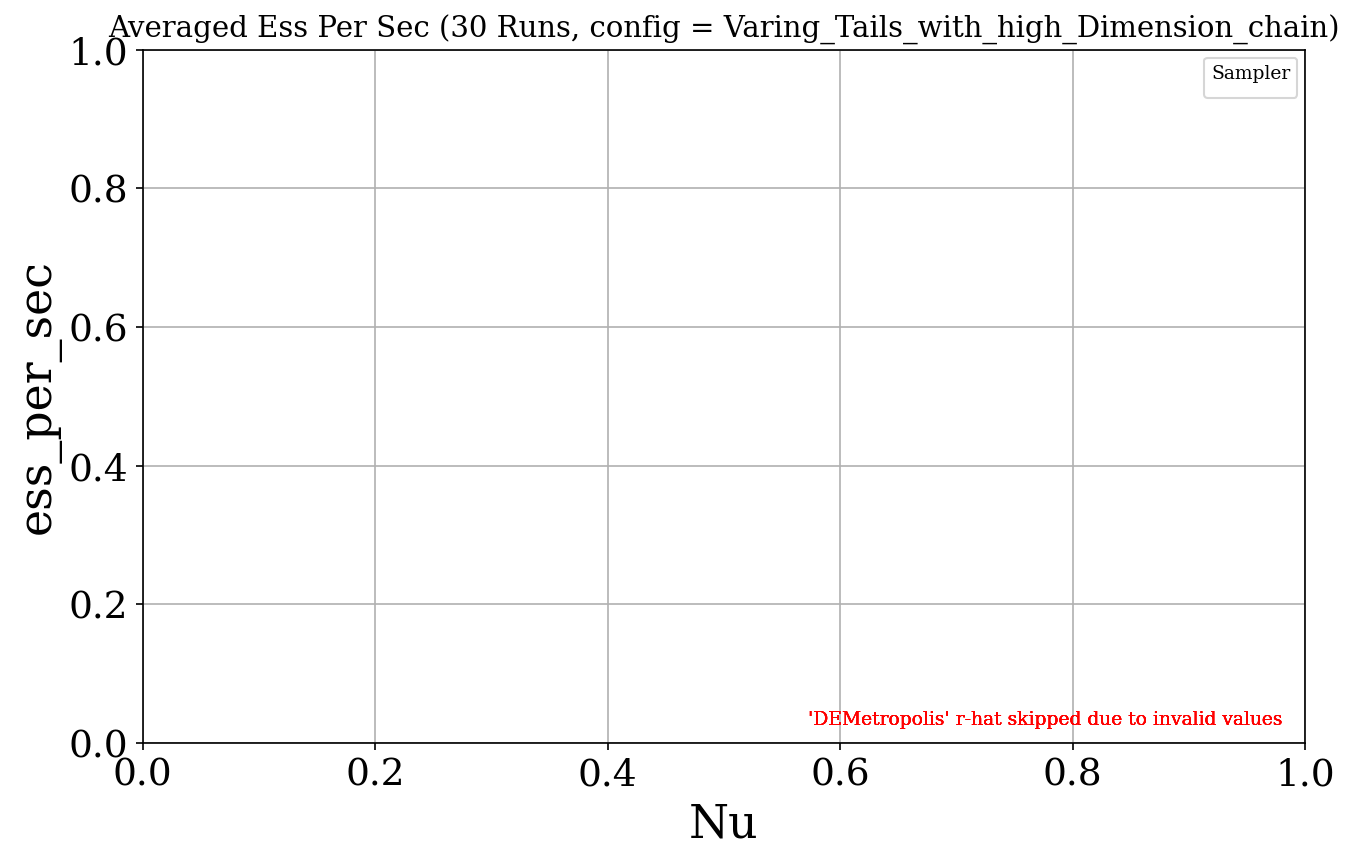 Averaged Ess Per Sec (30 Runs, config = Varing_Tails_with_high_Dimension_chain)
Sampler
1.0
0.8
0.6
0.4
0.2
0.0
ess_per_sec
'DEMetropolis' r-hat skipped due to invalid values
0.0 0.2 0.4 0.6 0.8 1.0
Nu